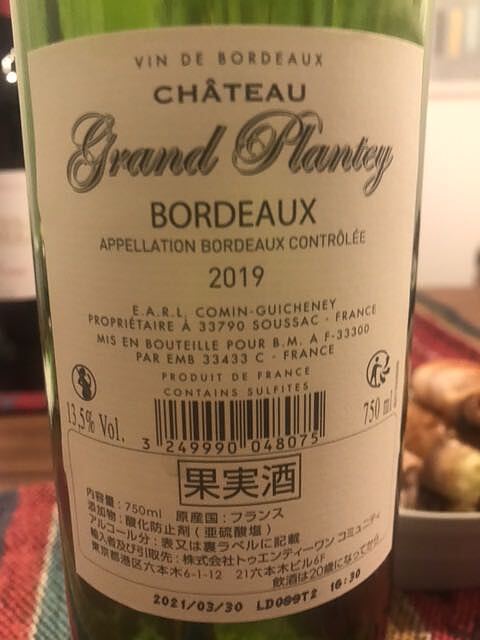 VIN DE BORDEAUX
CHÂTEAU
Grand Plantey
BORDEAUX
APPELLATION BORDEAUX CONTRÔLÉE
2019
E.A.R.L. COMIN-GUICHENEY
PROPRIÉTAIRE À 33790 SOUSSAC - FRANCE
MIS EN BOUTEILLE POUR B.M. A F-33300
PAR EMB 33433 C - FRANCE
PRODUIT DE FRANCE
CONTAINS SULFITES
13,5% Vol.
750 ml
3 249990 048075
果実酒
内容量：750ml 原産国：フランス
添加物：酸化防止剤（亜硫酸塩）
アルコール分：表又は裏ラベルに記載
輸入者及び引取先：株式会社トゥエンティーワン コミュニティ
東京都港区六本木6-1-12 21六本木ビル6F
飲酒は20歳になってから
2021/03/30 LD089T2 16:30